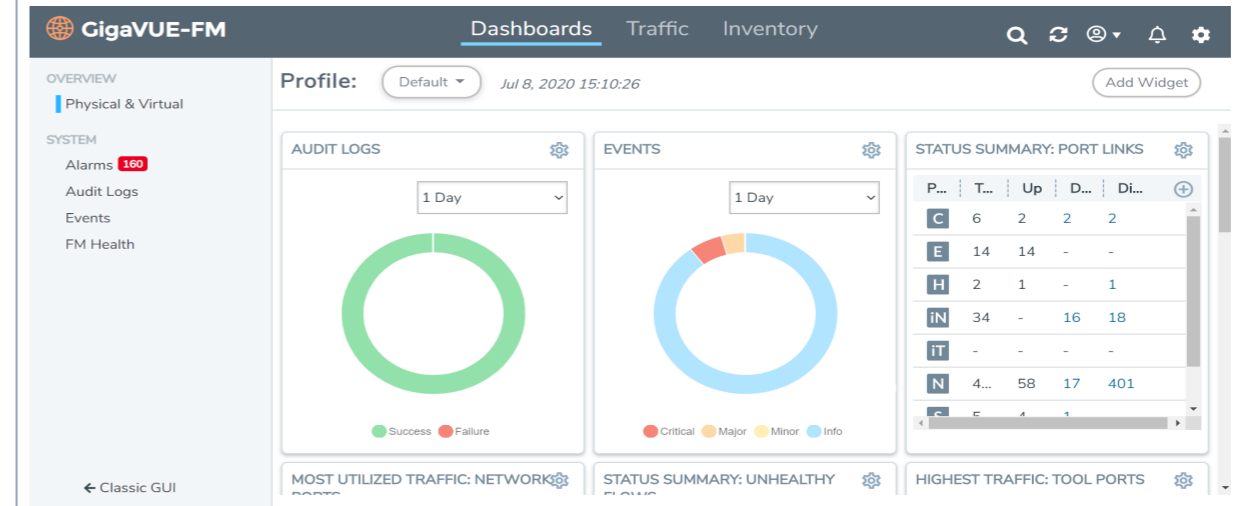 GigaVUE-FM Dashboards Traffic Inventory
OVERVIEW
Physical & Virtual
SYSTEM
Alarms 160
Audit Logs
Events
FM Health
← Classic GUI
Profile: Default Jul 8, 2020 15:10:26 Add Widget
AUDIT LOGS
1 Day
Success Failure
EVENTS
1 Day
Critical Major Minor Info
STATUS SUMMARY: PORT LINKS
P... T... Up D... Di...
C 6 2 2 2
E 14 14 - -
H 2 1 - 1
iN 34 - 16 18
iT - - - -
N 4... 58 17 401
MOST UTILIZED TRAFFIC: NETWORK
PORTS
STATUS SUMMARY: UNHEALTHY
FLOWS
HIGHEST TRAFFIC: TOOL PORTS